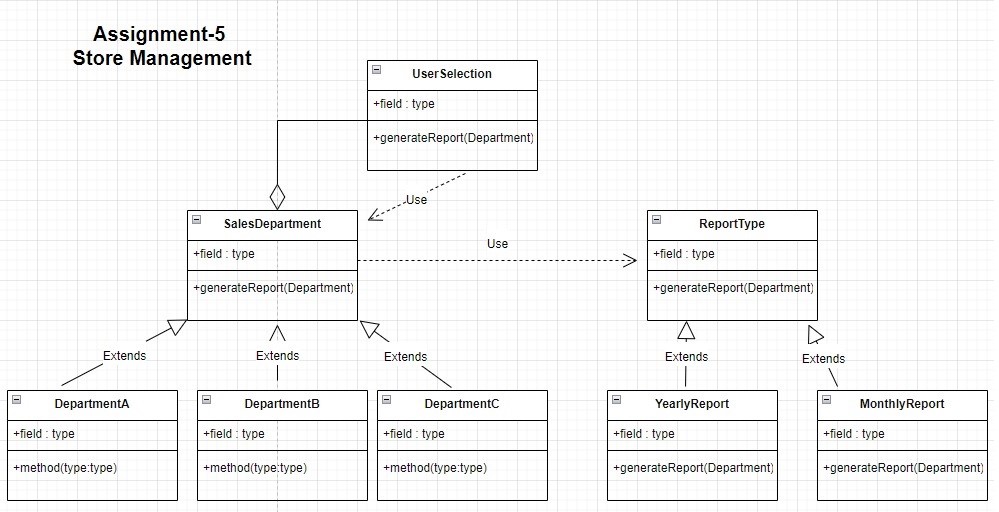 Assignment-5
Store Management
UserSelection
+field : type
+generateReport(Department)
Use
SalesDepartment
+field : type
+generateReport(Department)
Use
ReportType
+field : type
+generateReport(Department)
Extends
Extends
Extends
Extends
Extends
DepartmentA
+field : type
+method(type:type)
DepartmentB
+field : type
+method(type:type)
DepartmentC
+field : type
+method(type:type)
YearlyReport
+field : type
+generateReport(Department)
MonthlyReport
+field : type
+generateReport(Department)